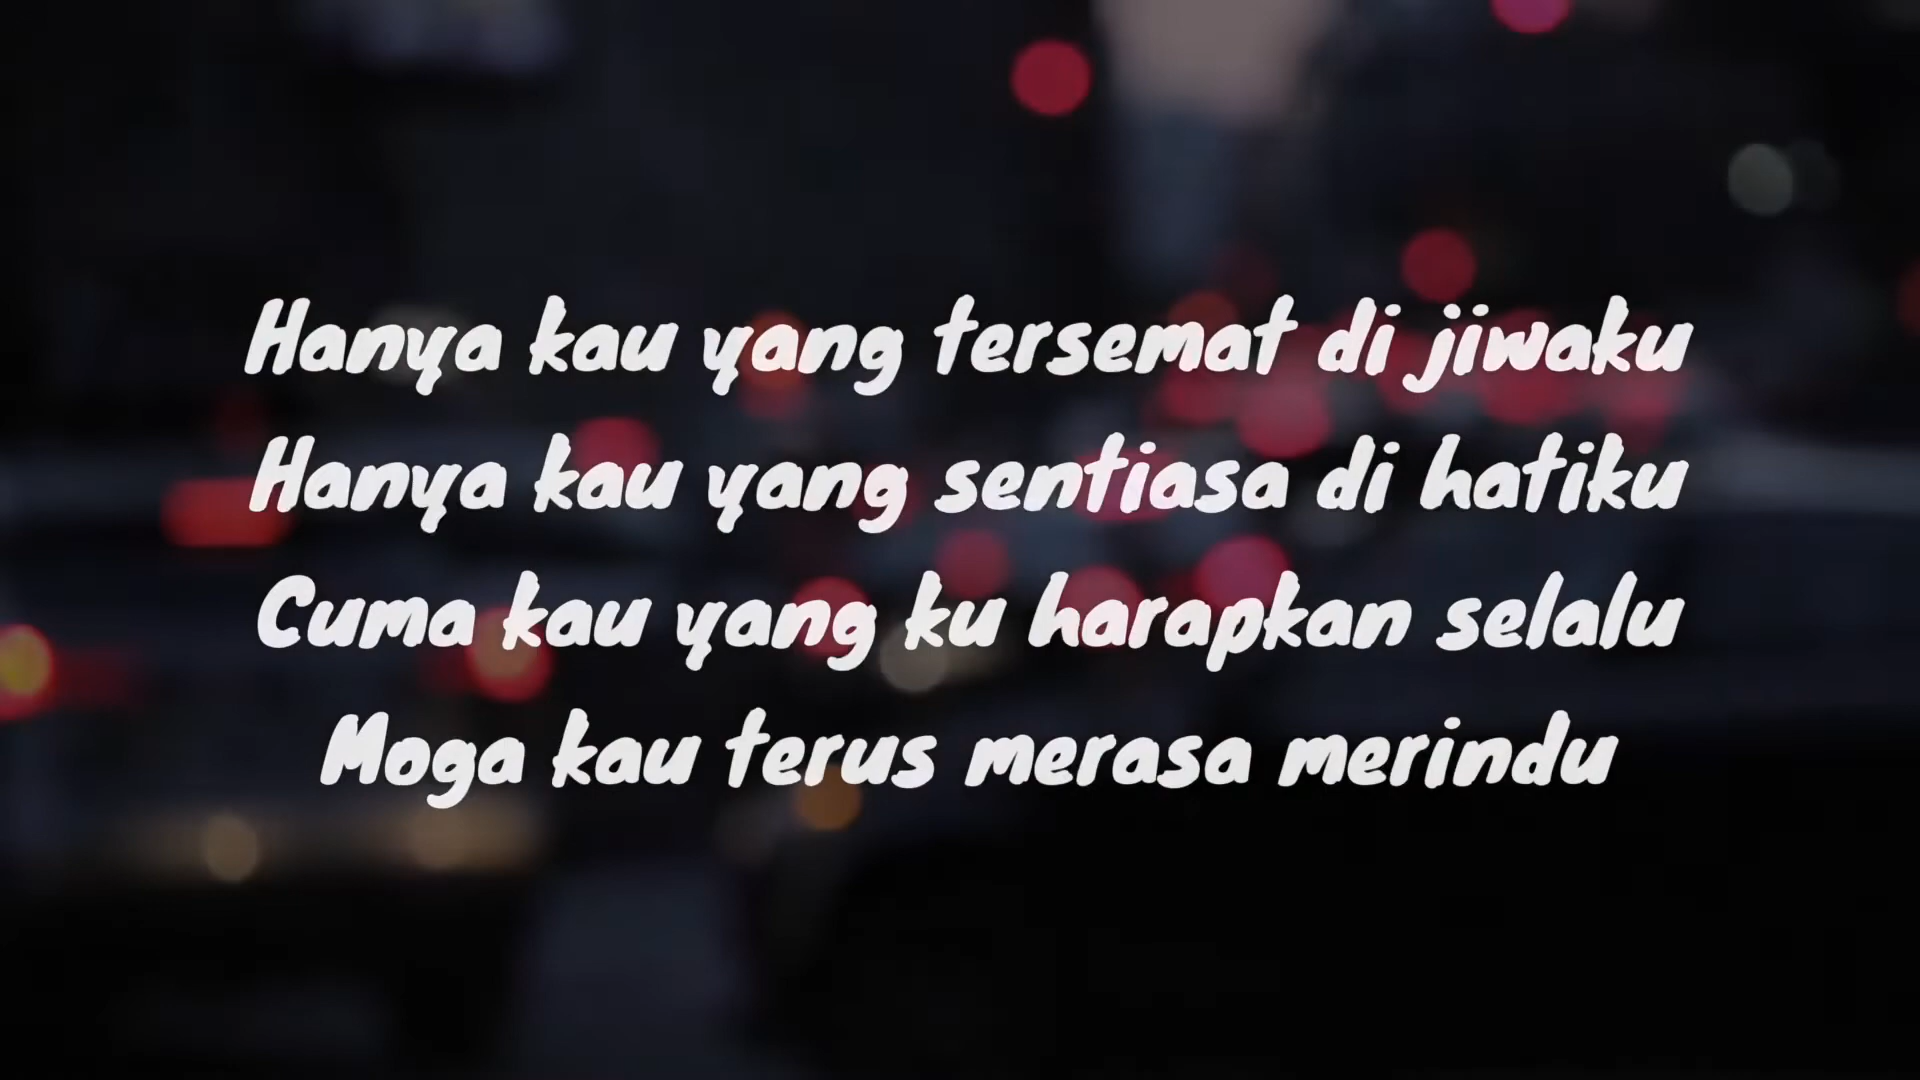 Hanya kau yang tersemat di jiwaku
Hanya kau yang sentiasa di hatiku
Cuma kau yang ku harapkan selalu
Moga kau terus merasa merindu